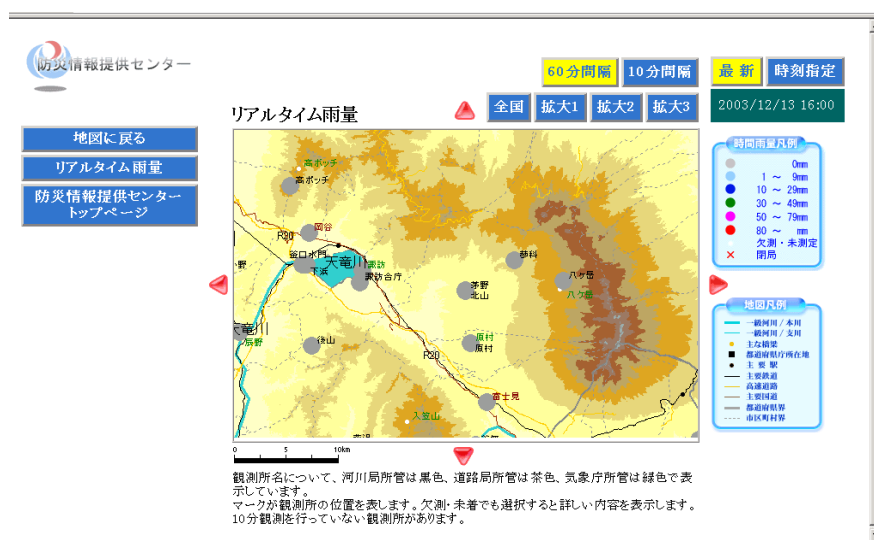 防災情報提供センター
60分間隔
10分間隔
最 新
時刻指定
リアルタイム雨量
全国
拡大1
拡大2
拡大3
2003/12/13 16:00
地図に戻る
リアルタイム雨量
防災情報提供センター
トップページ
高ボッチ
高ボッチ
岡谷
R20
釜口水門
天竜川
諏訪
下浜
諏訪合庁
野
蓼科
八ヶ岳
八ヶ岳
茅野
北山
天竜川
辰野
後山
原村
原村
R20
富士見
入笠山
0 5 10km
時間雨量凡例
0mm
1 ～ 9mm
10 ～ 29mm
30 ～ 49mm
50 ～ 79mm
80 ～ mm
欠測・未測定
閉局
地図凡例
一級河川／本川
一級河川／支川
主な橋梁
都道府県庁所在地
主 要 駅
主要鉄道
高速道路
主要国道
都道府県界
市区町村界
観測所名について、河川局所管は黒色、道路局所管は茶色、気象庁所管は緑色で表
示しています。
マークが観測所の位置を表します。欠測・未着でも選択すると詳しい内容を表示します。
10分観測を行っていない観測所があります。